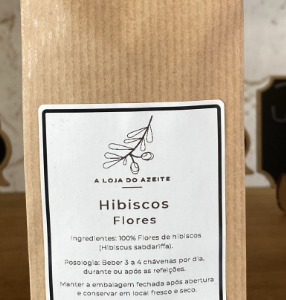 A LOJA DO AZEITE
Hibiscos
Flores
Ingredientes: 100% Flores de hibiscos
(Hibiscus sabdariffa).
Posologia: Beber 3 a 4 chávenas por dia,
durante ou após as refeições.
Manter a embalagem fechada após abertura
e conservar em local fresco e seco.